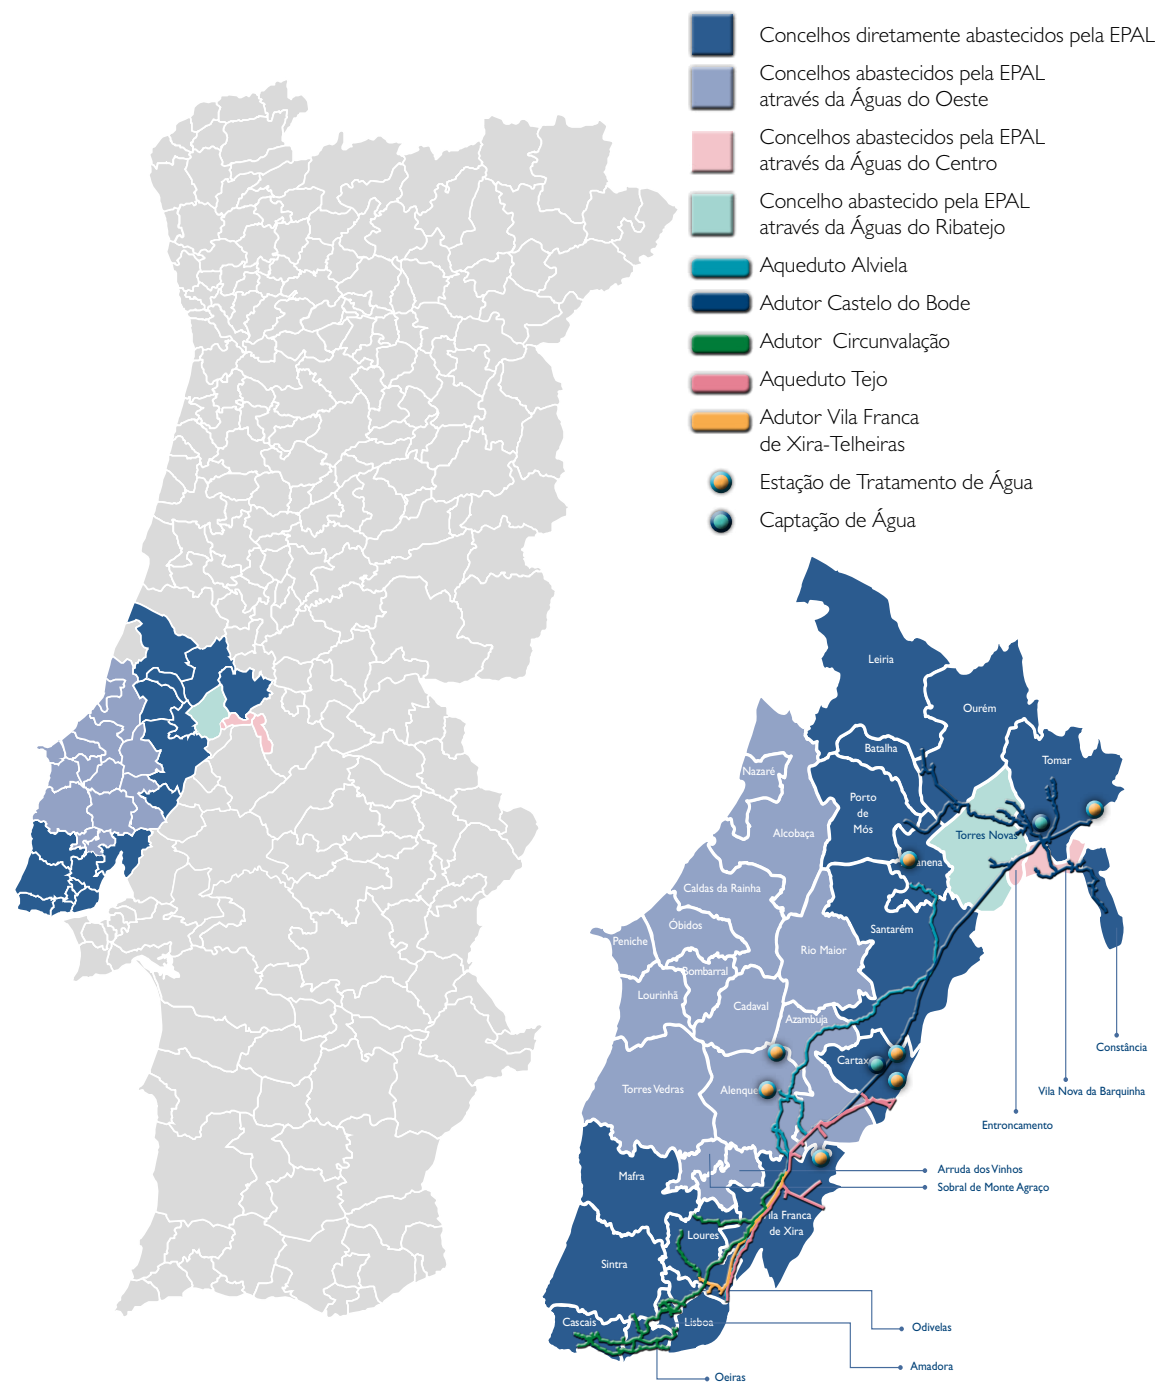 Concelhos diretamente abastecidos pela EPAL
Concelhos abastecidos pela EPAL
através da Águas do Oeste
Concelhos abastecidos pela EPAL
através da Águas do Centro
Concelho abastecido pela EPAL
através da Águas do Ribatejo
Aqueduto Alviela
Adutor Castelo do Bode
Adutor Circunvalação
Aqueduto Tejo
Adutor Vila Franca
de Xira-Telheiras
Estação de Tratamento de Água
Captação de Água
Leiria
Ourém
Batalha
Tomar
Nazaré
Porto
de
Mós
Alcobaça
Torres Novas
anena
Caldas da Rainha
Óbidos
Santarém
Peniche
Rio Maior
Bombarral
Lourinhã
Cadaval
Azambuja
Constância
Cartax
Torres Vedras
Alenque
Vila Nova da Barquinha
Entroncamento
Arruda dos Vinhos
Mafra
Sobral de Monte Agraço
ila Franca
de Xira
Loures
Sintra
Cascais
Lisboa
Odivelas
Amadora
Oeiras